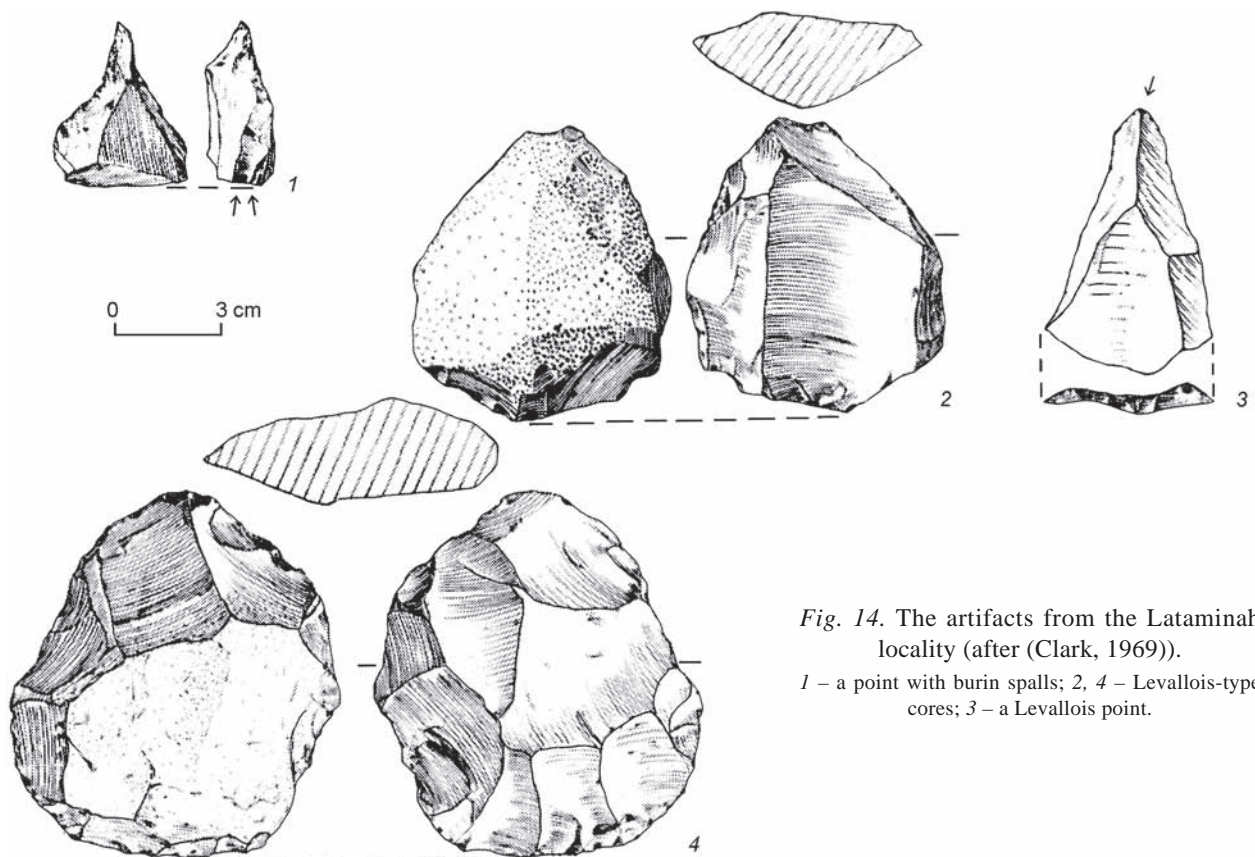 1
0 3 cm
2
3
4
Fig. 14. The artifacts from the Lataminah
locality (after (Clark, 1969)).
1 – a point with burin spalls; 2, 4 – Levallois-type
cores; 3 – a Levallois point.